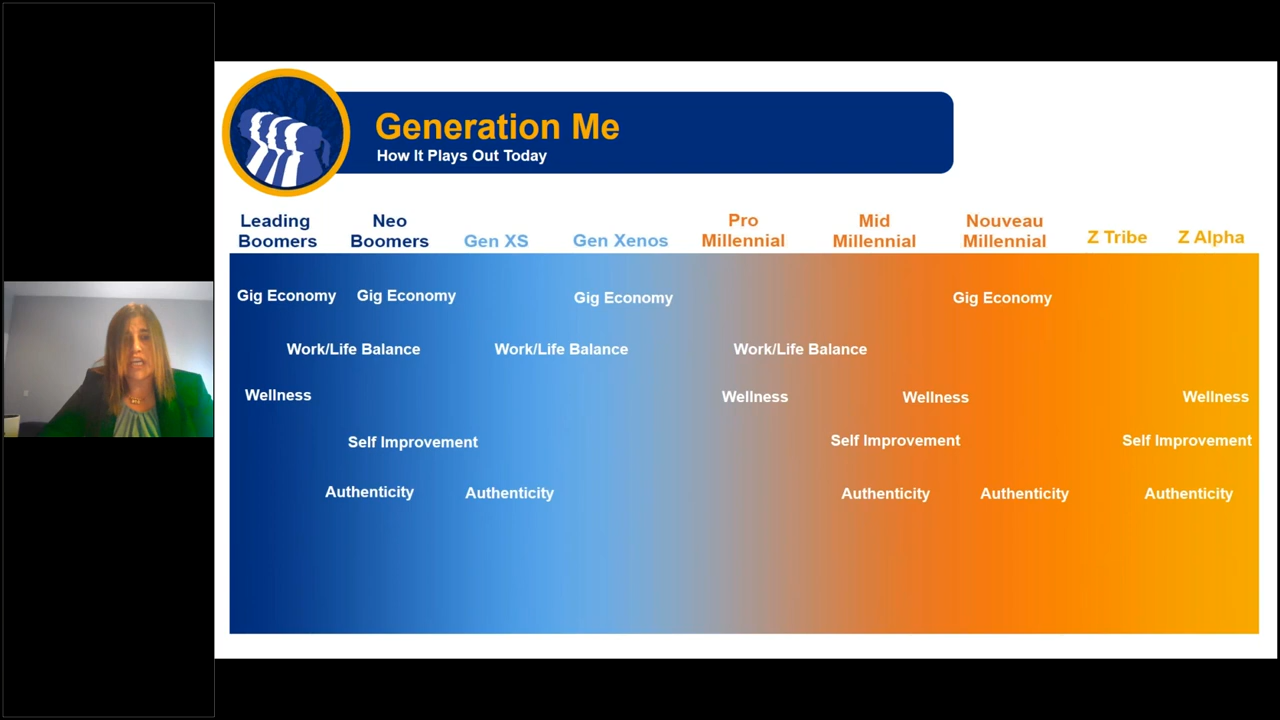 Generation Me
How It Plays Out Today
Leading Boomers
Neo Boomers
Gen XS
Gen Xenos
Pro Millennial
Mid Millennial
Nouveau Millennial
Z Tribe
Z Alpha
Gig Economy Gig Economy Gig Economy Gig Economy
Work/Life Balance Work/Life Balance Work/Life Balance
Wellness Wellness Wellness Wellness
Self Improvement Self Improvement Self Improvement
Authenticity Authenticity Authenticity Authenticity Authenticity